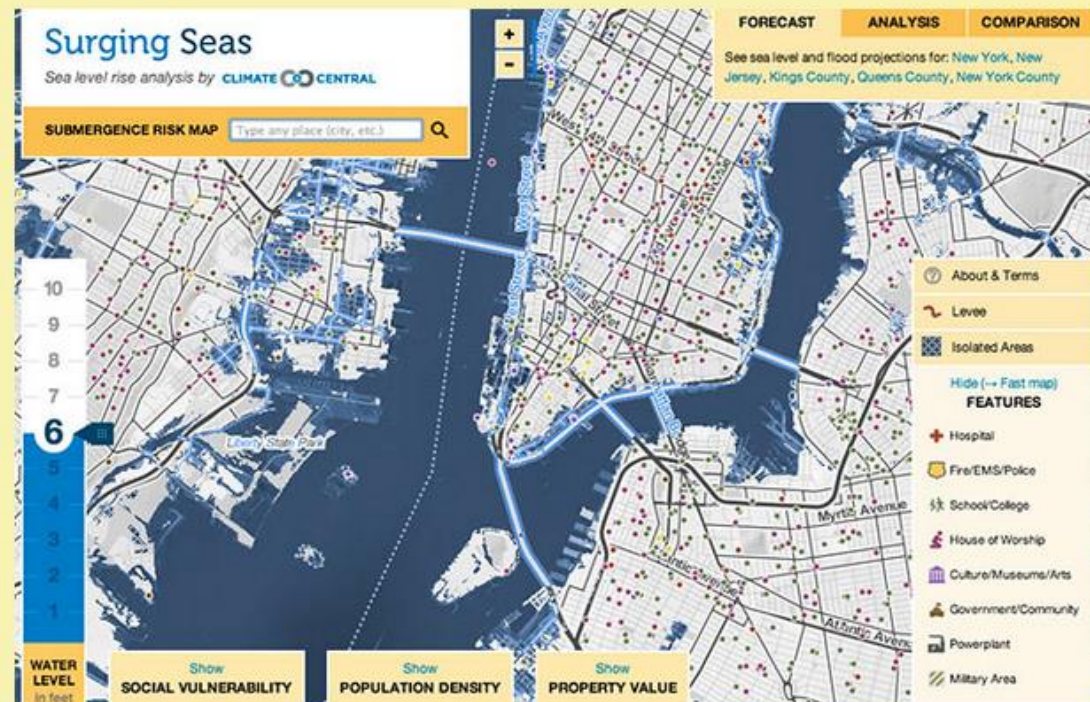 Surging Seas
Sea level rise analysis by CLIMATE CENTRAL
SUBMERGENCE RISK MAP Type any place (city, etc.)
+
-
FORECAST ANALYSIS COMPARISON
See sea level and flood projections for: New York, New
Jersey, Kings County, Queens County, New York County
West Street
Canal Street
Liberty State Park
Myrtle Avenue
Atlantic Avenue
Atlantic Avenue
10
9
8
7
6
5
4
3
2
1
WATER
LEVEL
in feet
About & Terms
Levee
Isolated Areas
Hide (→ Fast map)
FEATURES
Hospital
Fire/EMS/Police
School/College
House of Worship
Culture/Museums/Arts
Government/Community
Powerplant
Military Area
Show
SOCIAL VULNERABILITY
Show
POPULATION DENSITY
Show
PROPERTY VALUE